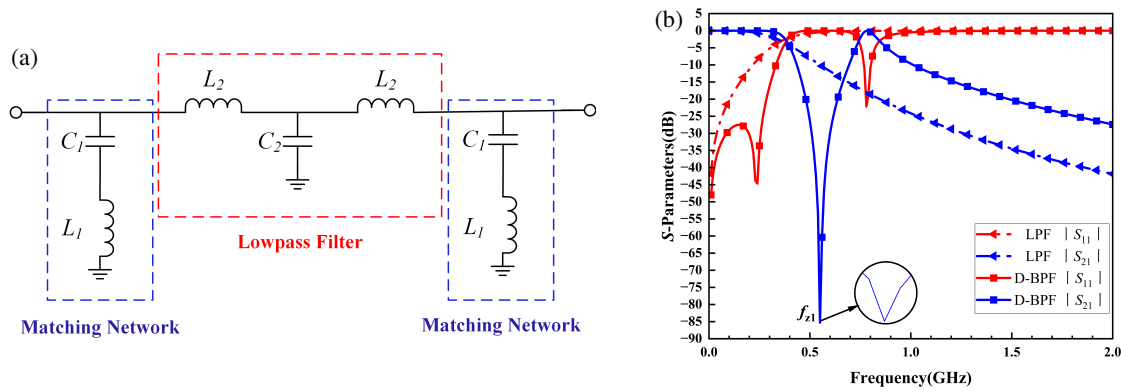 (a)
L2 L2
C1 C2 C1
L1 L1
Lowpass Filter
Matching Network Matching Network
(b)
5
0
-5
-10
-15
-20
-25
-30
-35
-40
-45
-50
-55
-60
-65
-70
-75
-80
-85
-90
S-Parameters(dB)
LPF | S11 |
LPF | S21 |
D-BPF | S11 |
D-BPF | S21 |
fz1
0.0 0.5 1.0 1.5 2.0
Frequency(GHz)